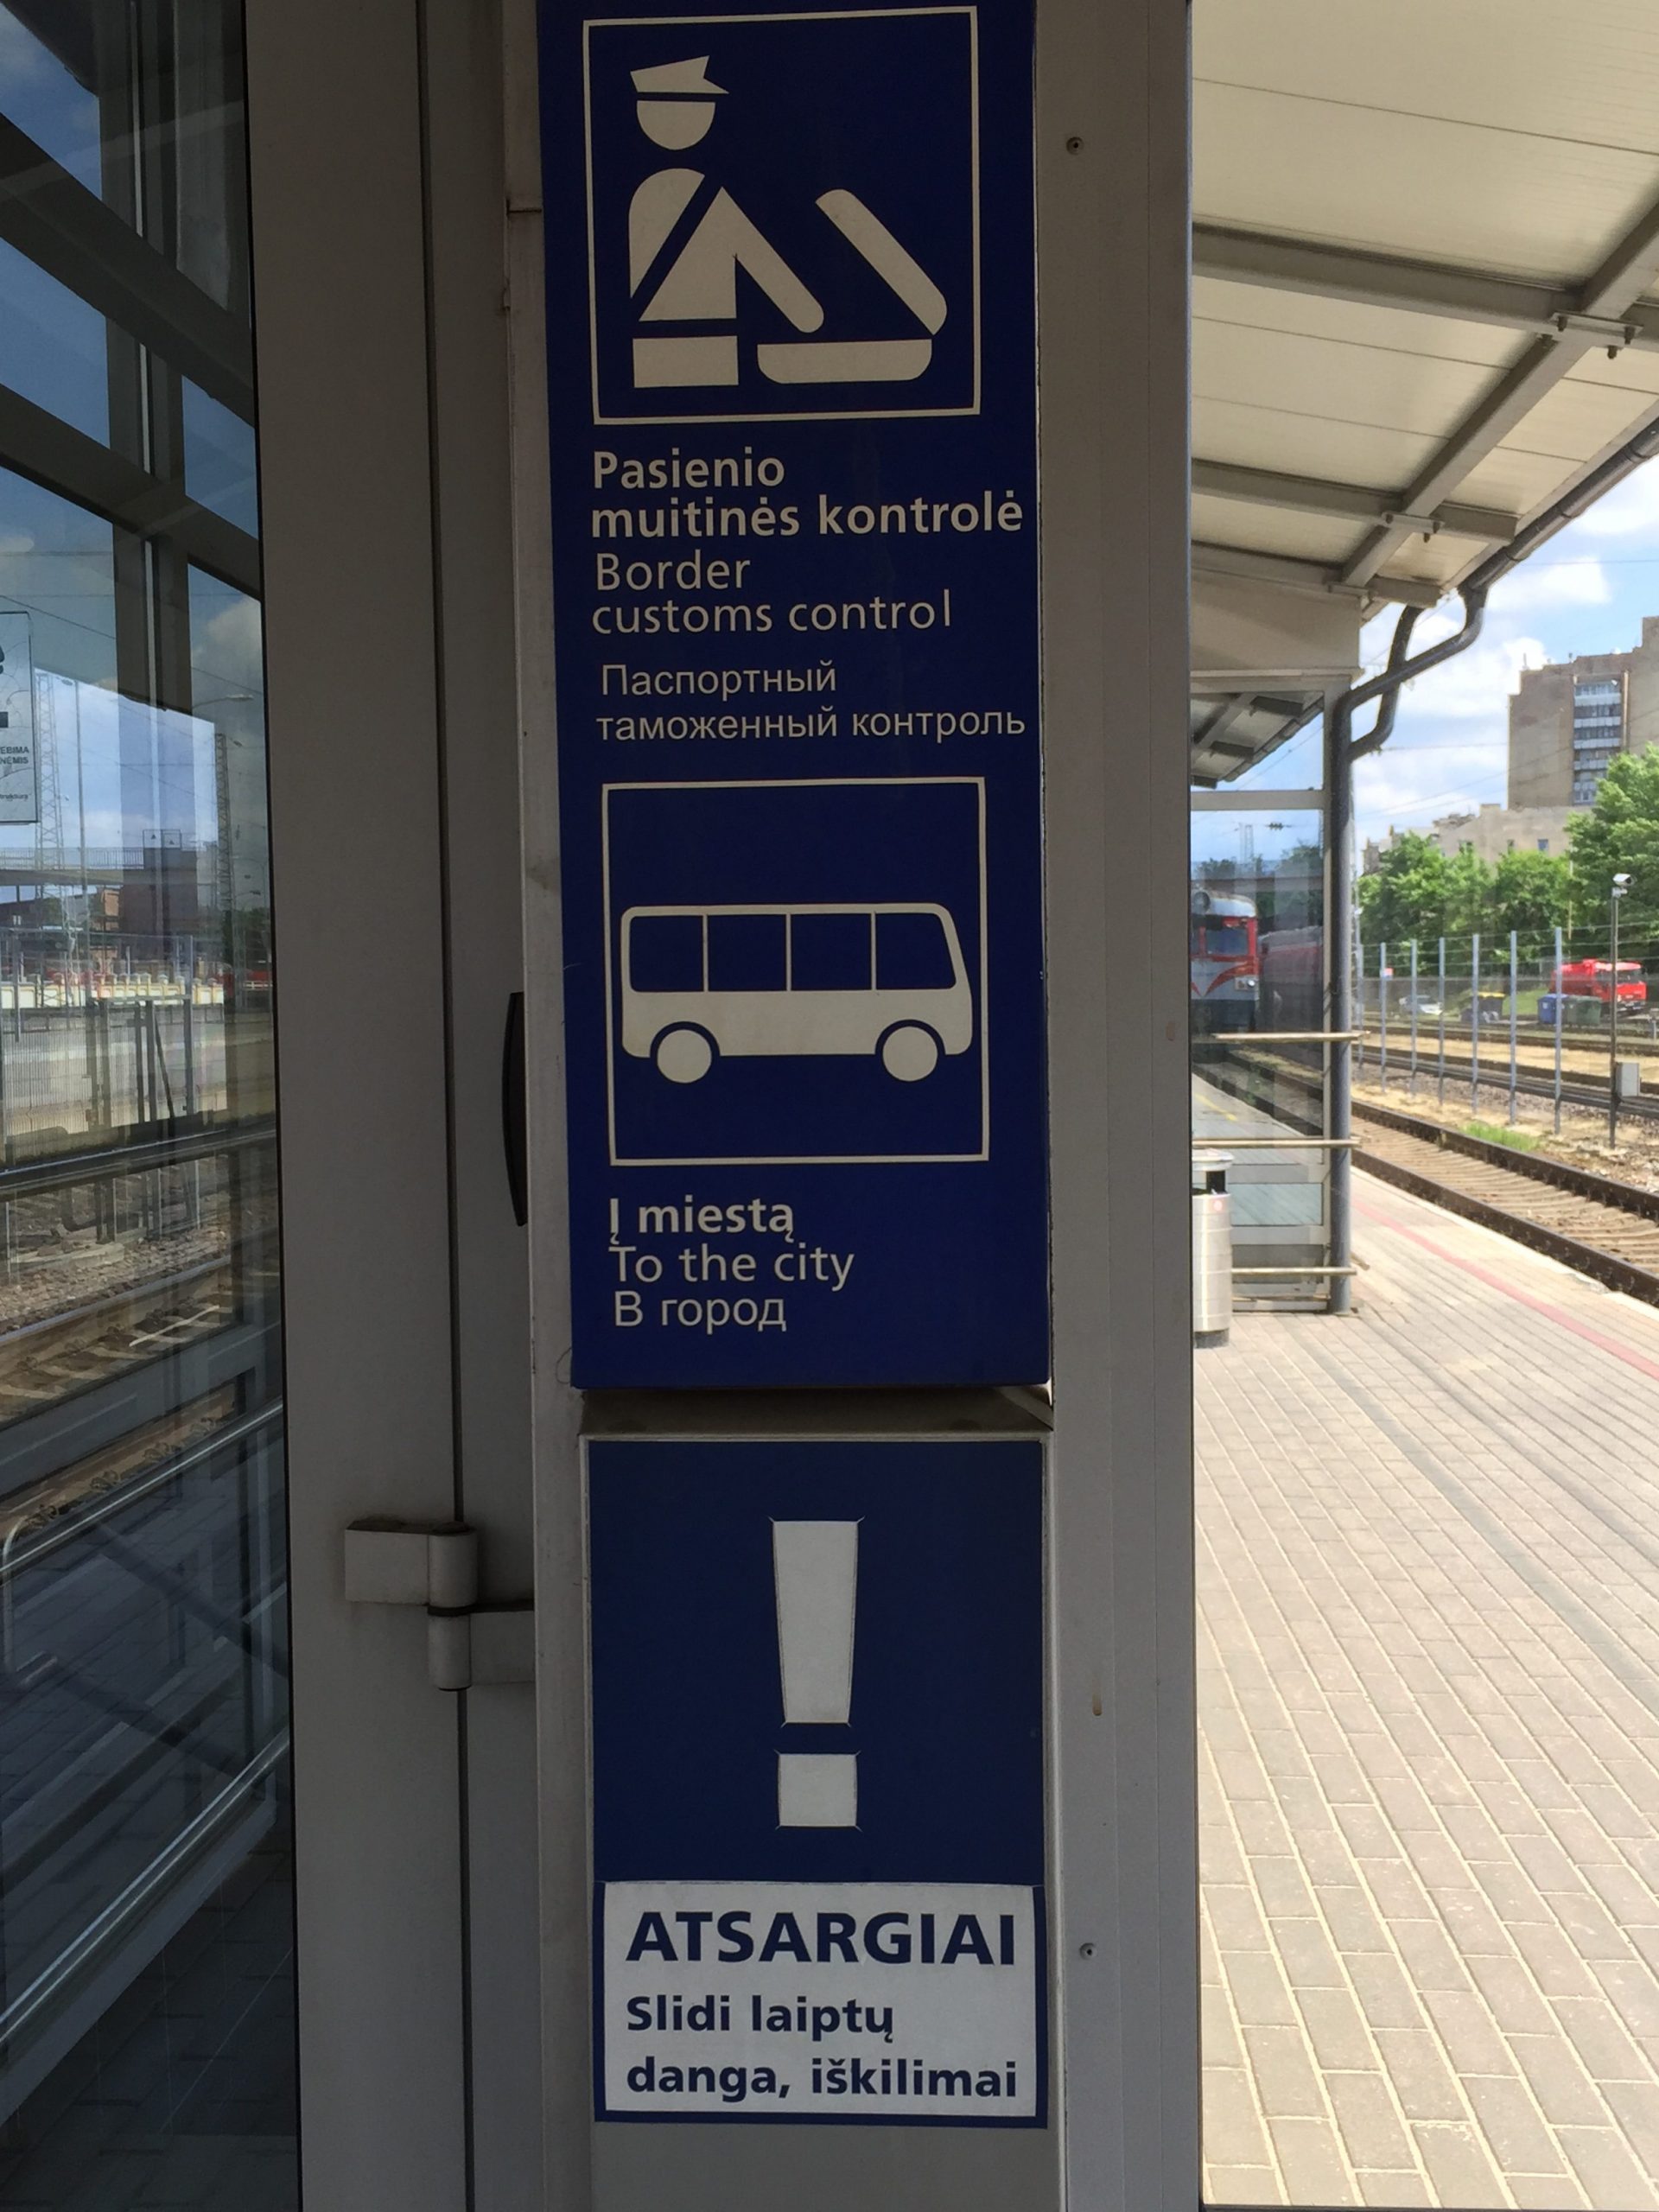 Pasienio
muitinės kontrolė
Border
customs control
Паспортный
таможенный контроль
Į miestą
To the city
В город
ATSARGIAI
Slidi laiptų
danga, iškilimai